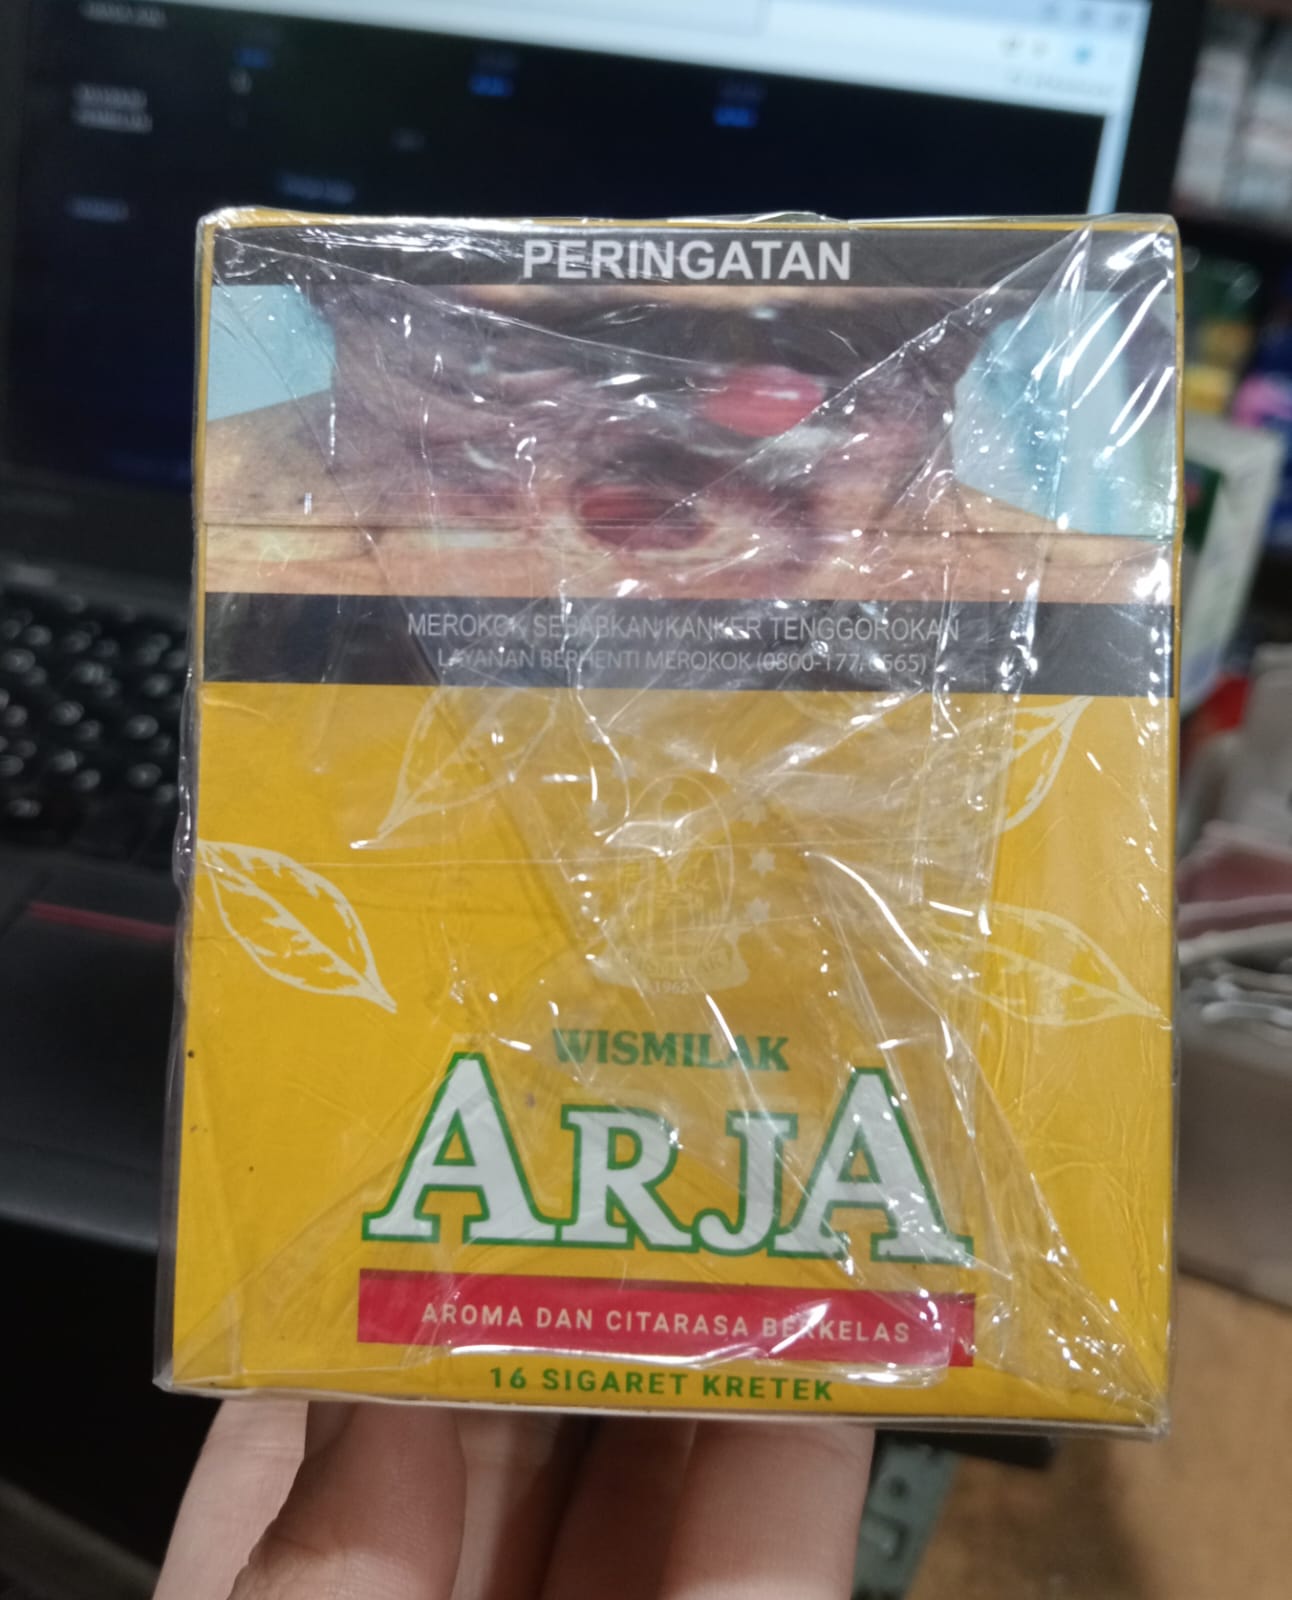 PERINGATAN
MEROKOK SEBABKAN KANKER TENGGOROKAN
LAYANAN BERHENTI MEROKOK (0800-177-6565)
1962
WISMILAK
ARJA
AROMA DAN CITARASA BERKELAS
16 SIGARET KRETEK